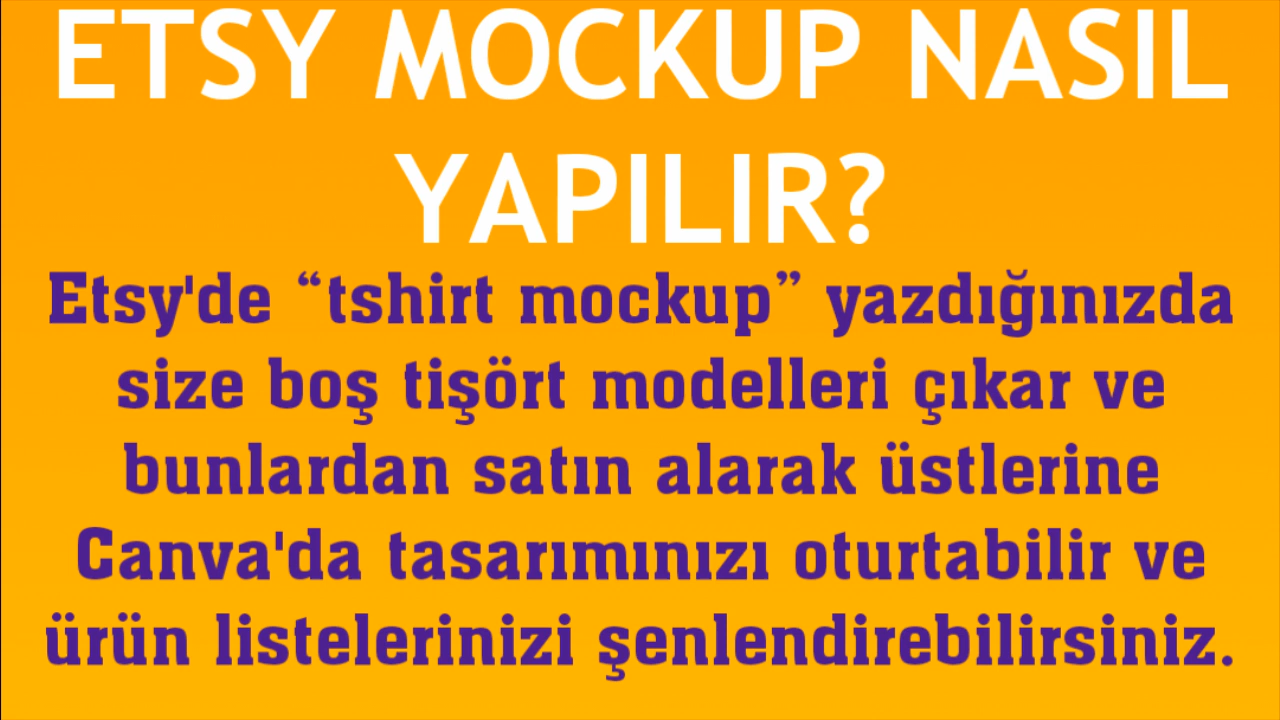 ETSY MOCKUP NASIL
YAPILIR?
Etsy'de “tshirt mockup” yazdığınızda
size boş tişört modelleri çıkar ve
bunlardan satın alarak üstlerine
Canva'da tasarımınızı oturtabilir ve
ürün listelerinizi şenlendirebilirsiniz.